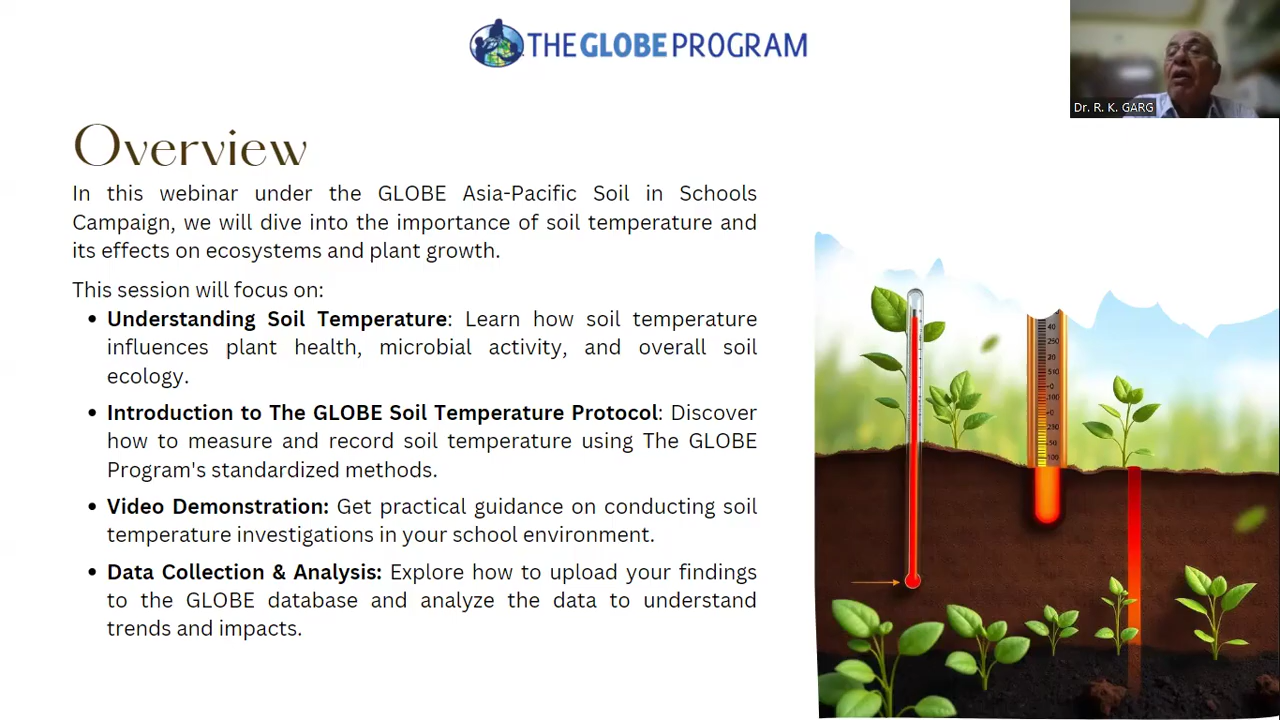 THE GLOBE PROGRAM
Dr. R. K. GARG
Overview
In this webinar under the GLOBE Asia-Pacific Soil in Schools
Campaign, we will dive into the importance of soil temperature and
its effects on ecosystems and plant growth.
This session will focus on:
• Understanding Soil Temperature: Learn how soil temperature
influences plant health, microbial activity, and overall soil
ecology.
• Introduction to The GLOBE Soil Temperature Protocol: Discover
how to measure and record soil temperature using The GLOBE
Program's standardized methods.
• Video Demonstration: Get practical guidance on conducting soil
temperature investigations in your school environment.
• Data Collection & Analysis: Explore how to upload your findings
to the GLOBE database and analyze the data to understand
trends and impacts.